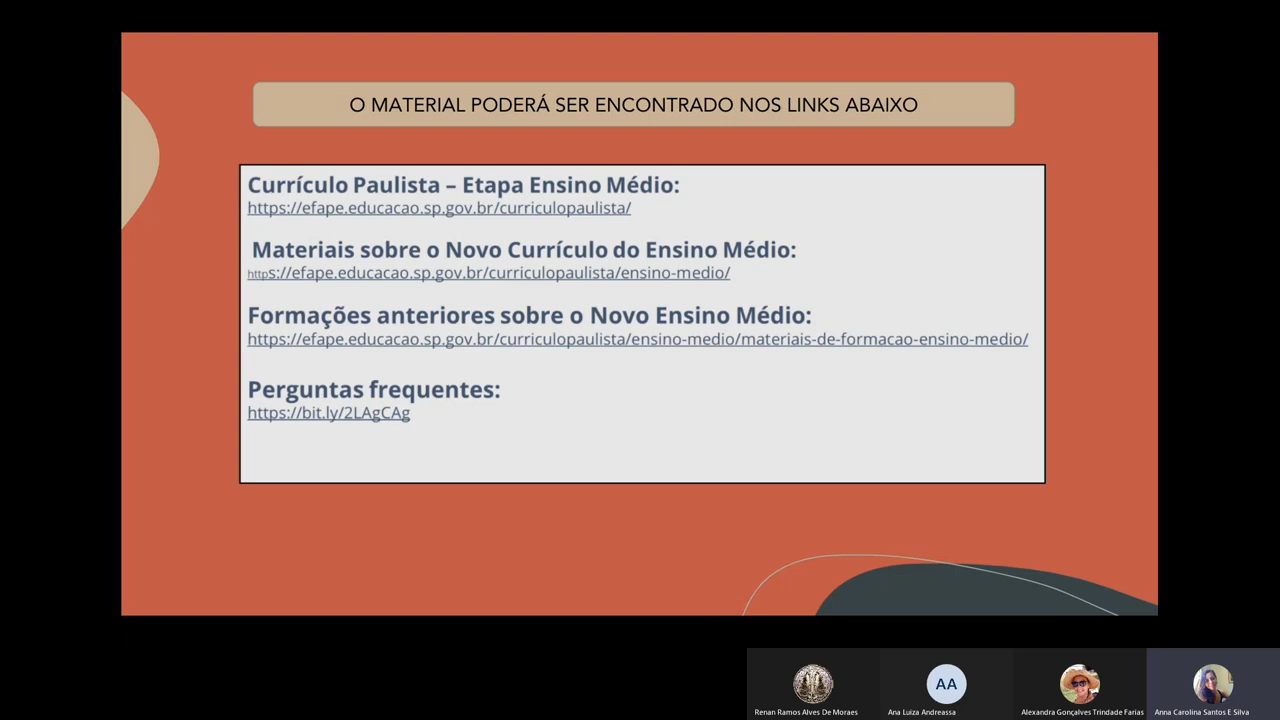 O MATERIAL PODERÁ SER ENCONTRADO NOS LINKS ABAIXO
Currículo Paulista – Etapa Ensino Médio:
https://efape.educacao.sp.gov.br/curriculopaulista/
Materiais sobre o Novo Currículo do Ensino Médio:
https://efape.educacao.sp.gov.br/curriculopaulista/ensino-medio/
Formações anteriores sobre o Novo Ensino Médio:
https://efape.educacao.sp.gov.br/curriculopaulista/ensino-medio/materiais-de-formacao-ensino-medio/
Perguntas frequentes:
https://bit.ly/2LAgCAg
AA
Renan Ramos Alves De Moraes
Ana Luiza Andreassa
Alexandra Gonçalves Trindade Farias
Anna Carolina Santos E Silva